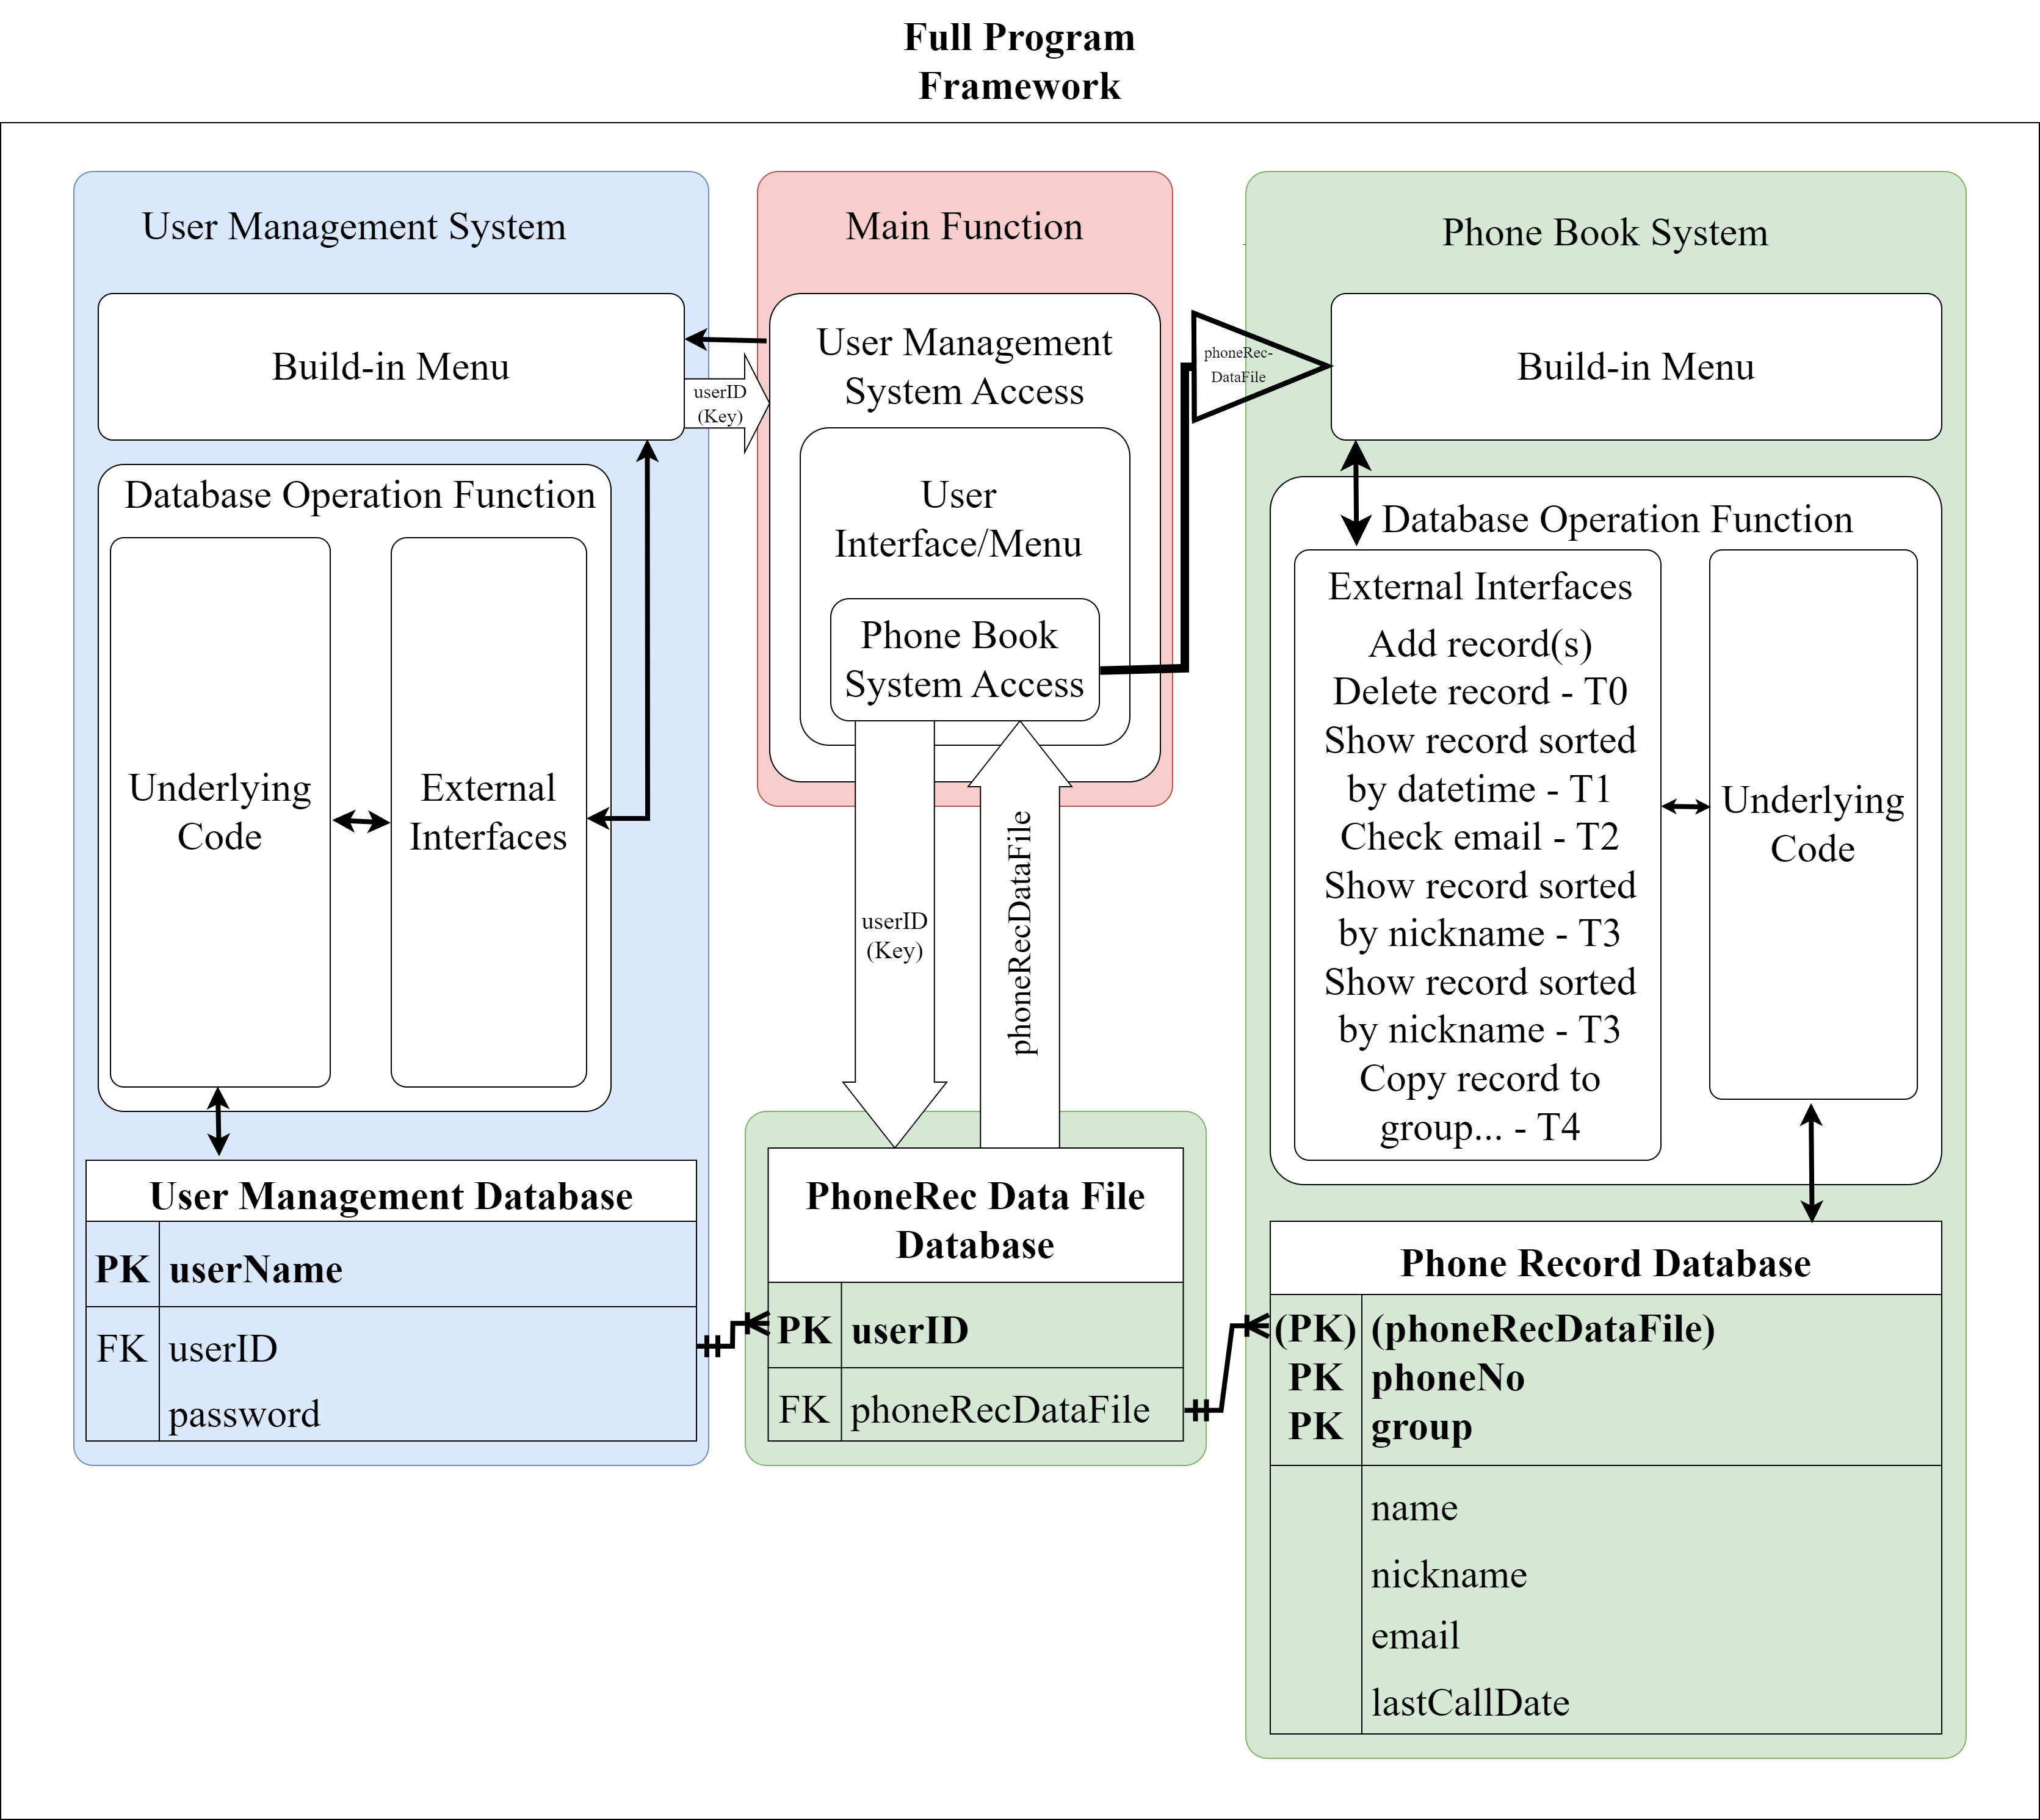 Full Program
Framework
User Management System
Build-in Menu
userID
(Key)
Database Operation Function
Underlying
Code
External
Interfaces
User Management Database
PK userName
FK userID
password
Main Function
User Management
System Access
User
Interface/Menu
Phone Book
System Access
userID
(Key)
phoneRecDataFile
PhoneRec Data File
Database
PK userID
FK phoneRecDataFile
phoneRec-
DataFile
Phone Book System
Build-in Menu
Database Operation Function
External Interfaces
Add record(s)
Delete record - T0
Show record sorted
by datetime - T1
Check email - T2
Show record sorted
by nickname - T3
Show record sorted
by nickname - T3
Copy record to
group... - T4
Underlying
Code
Phone Record Database
(PK) (phoneRecDataFile)
PK phoneNo
PK group
name
nickname
email
lastCallDate